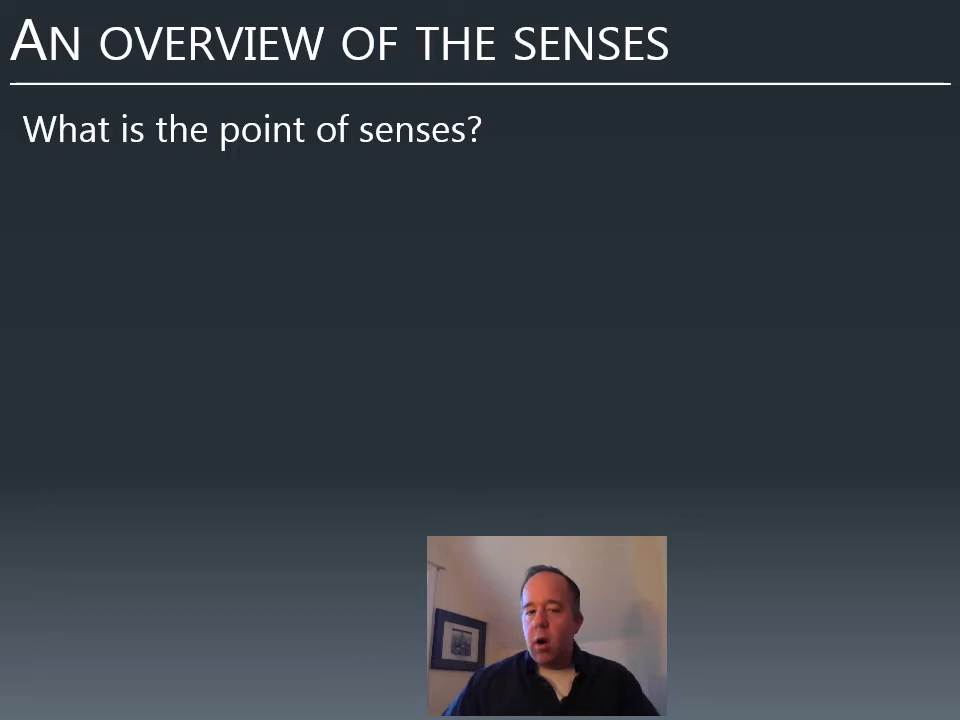 AN OVERVIEW OF THE SENSES
What is the point of senses?